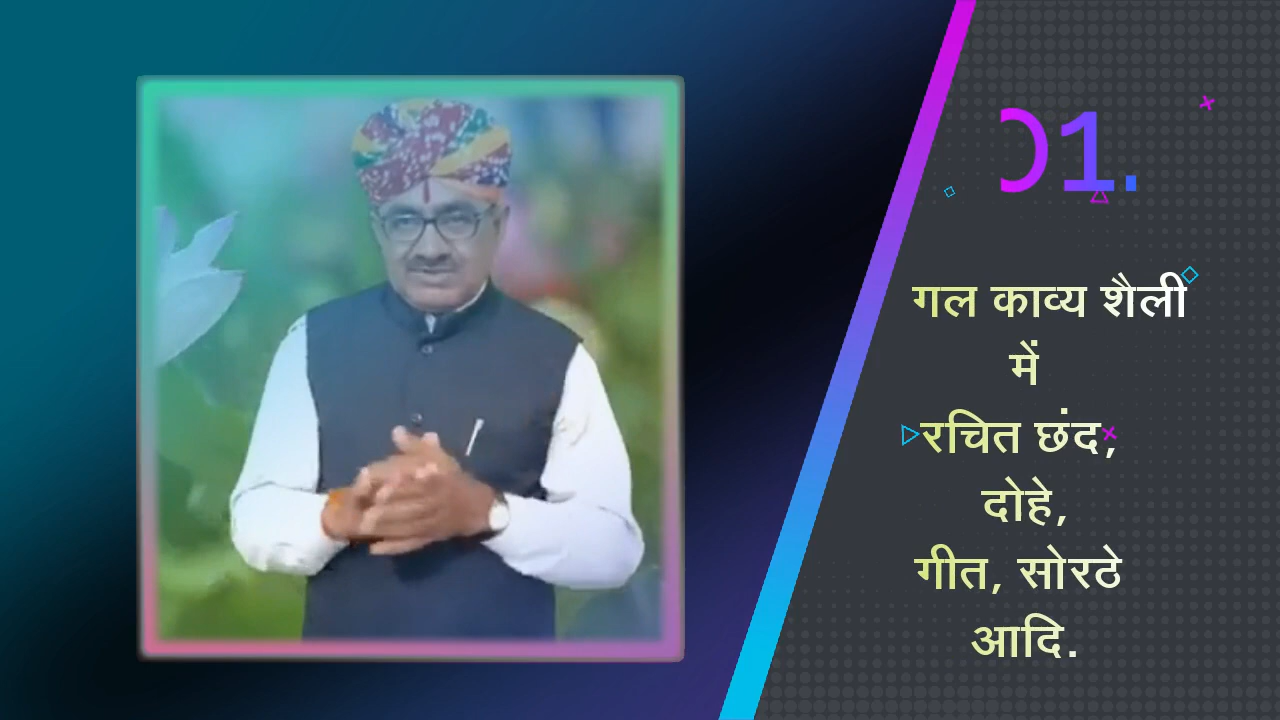 01.
गल काव्य शैली
में
रचित छंद,
दोहे,
गीत, सोरठे
आदि.